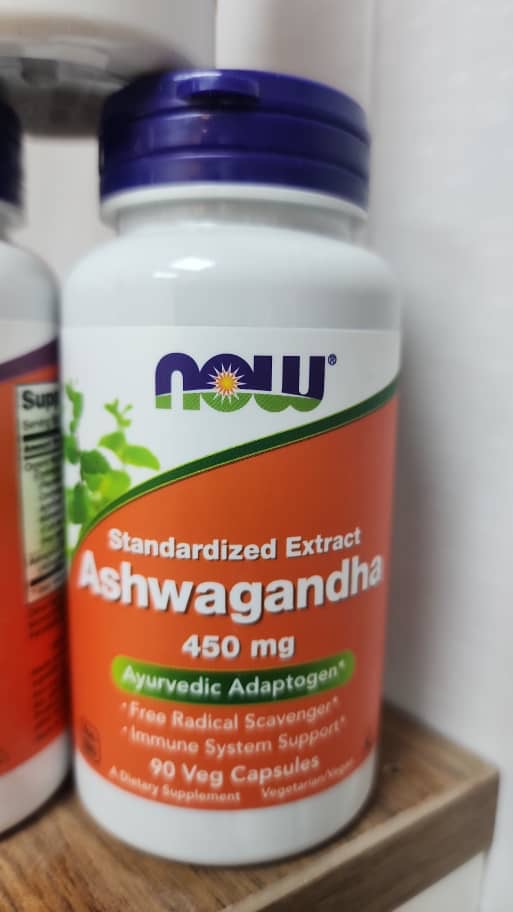 now®
Standardized Extract
Ashwagandha
450 mg
Ayurvedic Adaptogen*
• Free Radical Scavenger*
• Immune System Support*
90 Veg Capsules
A Dietary Supplement Vegetarian/Vegan
Supp